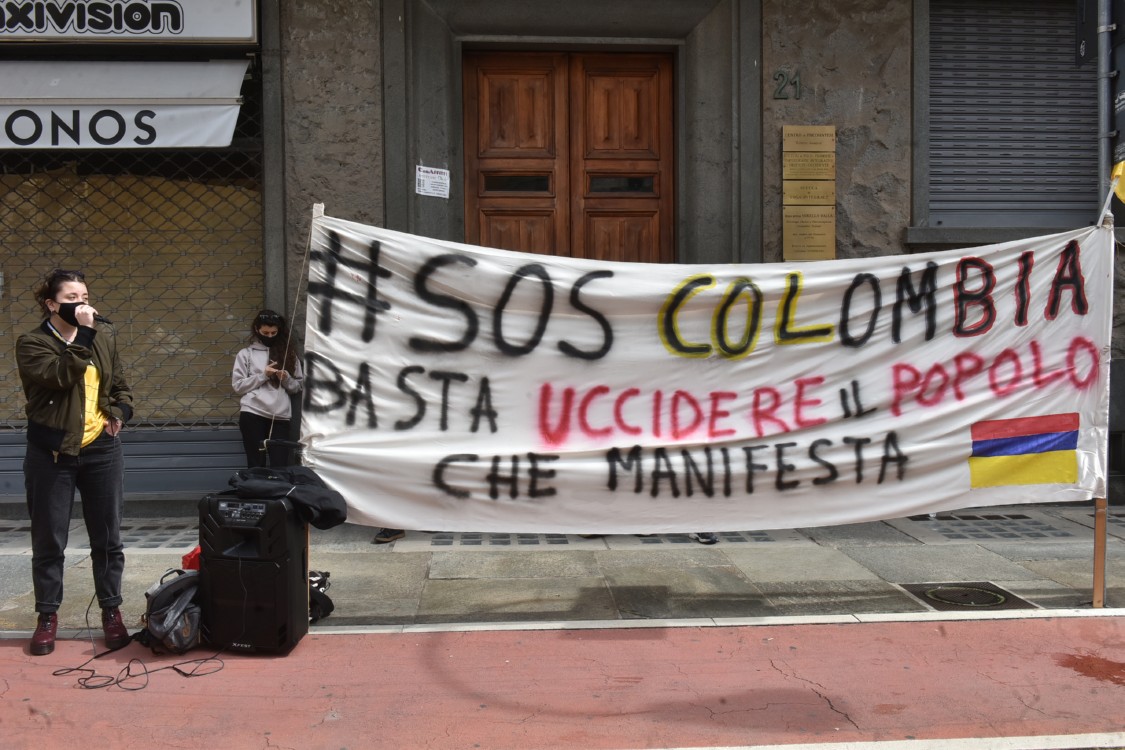 axivision
ONOS
21
#SOS COLOMBIA
BASTA UCCIDERE IL POPOLO
CHE MANIFESTA